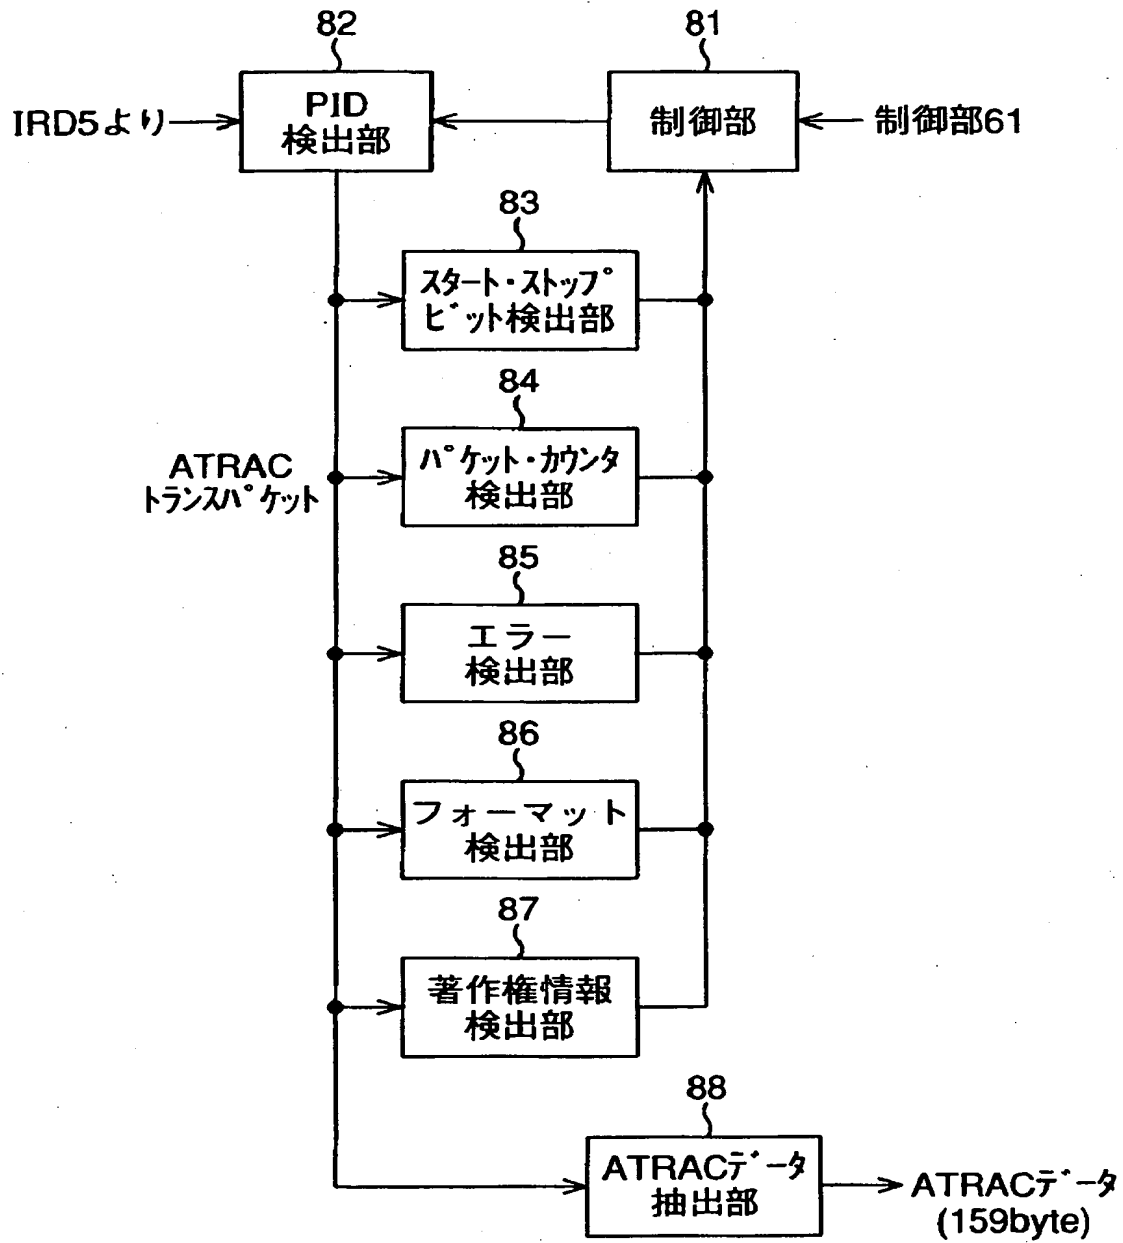 82
81
PID
検出部
IRD5より
制御部
制御部61
83
スタート・ストップ
ビット検出部
84
パケット・カウンタ
検出部
ATRAC
トランスパケット
85
エラー
検出部
86
フォーマット
検出部
87
著作権情報
検出部
88
ATRACデータ
抽出部
ATRACデータ
(159byte)